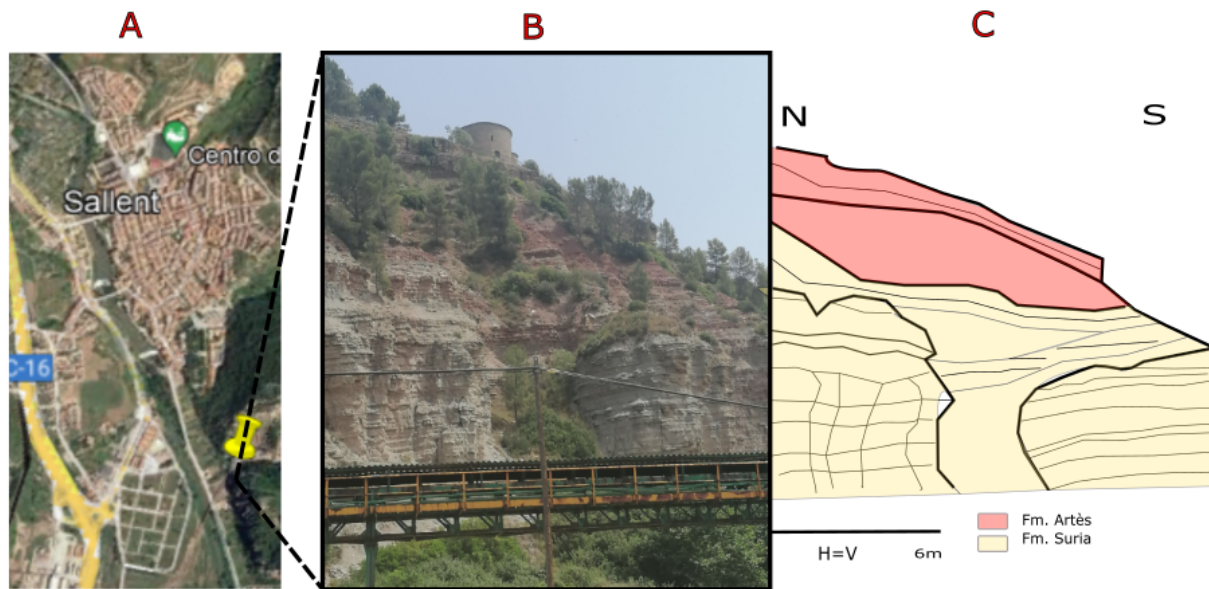 A
B
C
Sallent
Centro d
C-16
N
S
H=V
6m
Fm. Artès
Fm. Suria